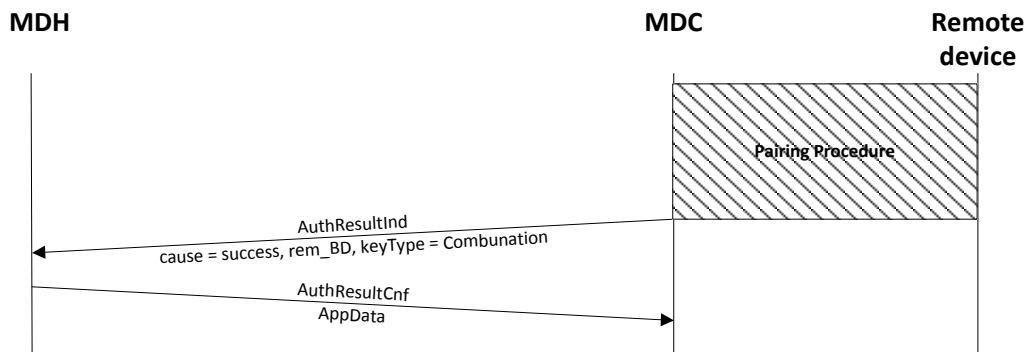 MDH
MDC
Remote
device
Pairing Procedure
AuthResultInd
cause = success, rem_BD, keyType = Combunation
AuthResultCnf
AppData